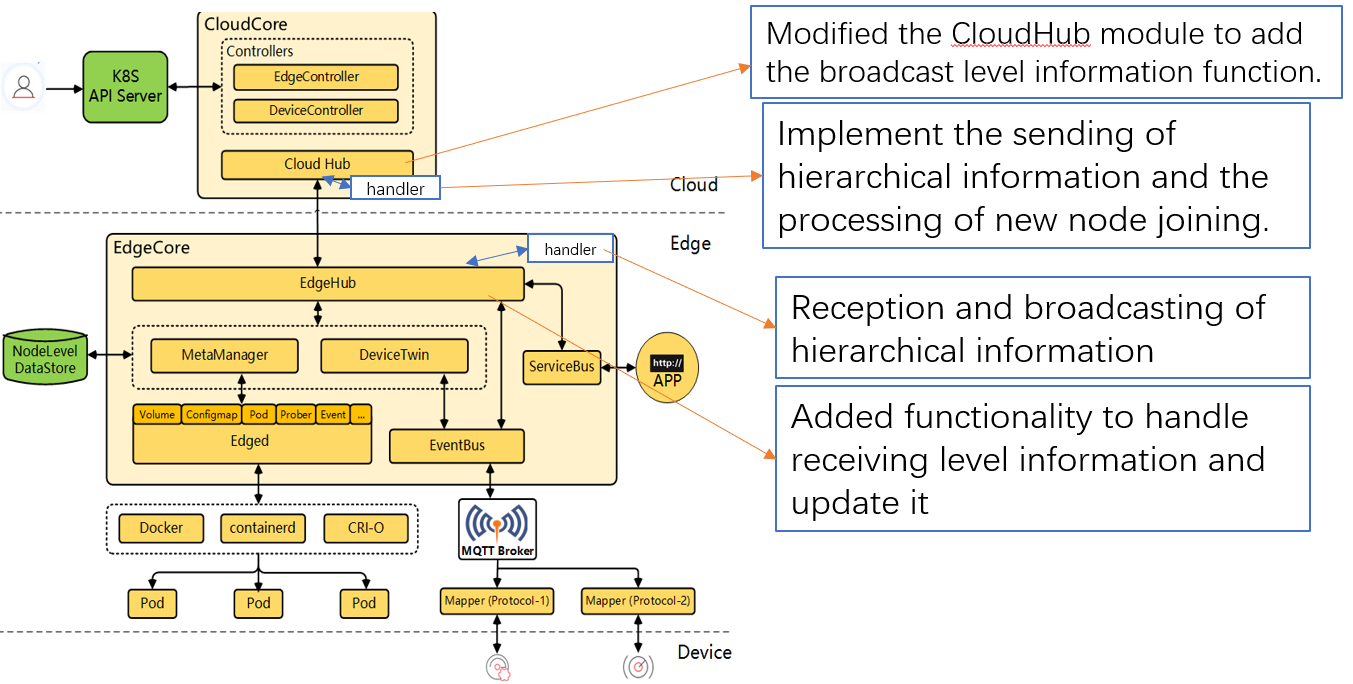 CloudCore
Controllers
EdgeController
DeviceController
K8S
API Server
Cloud Hub
handler
Cloud
Modified the CloudHub module to add
the broadcast level information function.
Implement the sending of
hierarchical information and the
processing of new node joining.
Edge
EdgeCore
handler
EdgeHub
MetaManager
DeviceTwin
NodeLevel
DataStore
ServiceBus
http://
APP
Volume
Configmap
Pod
Prober
Event
...
Edged
EventBus
Reception and broadcasting of
hierarchical information
Added functionality to handle
receiving level information and
update it
Docker
containerd
CRI-O
MQTT Broker
Pod
Pod
Pod
Mapper (Protocol-1)
Mapper (Protocol-2)
Device